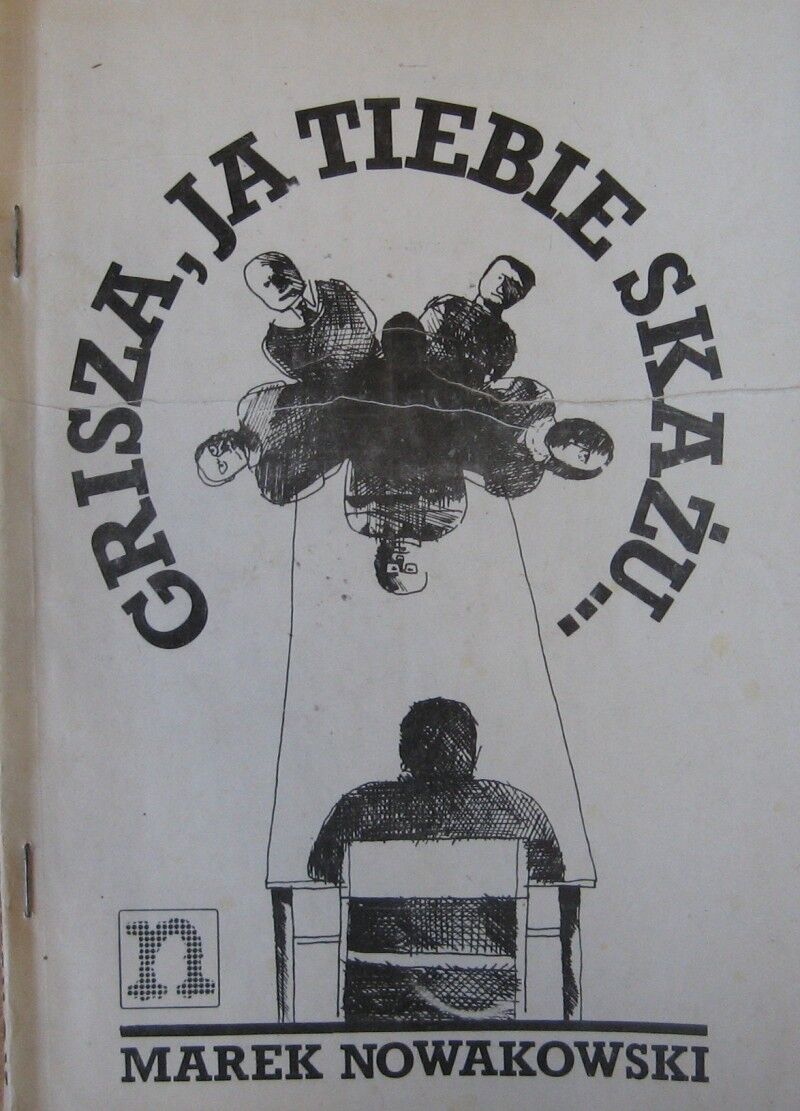 GRISZA, JA TIEBIE SKAŻU...
n
MAREK NOWAKOWSKI